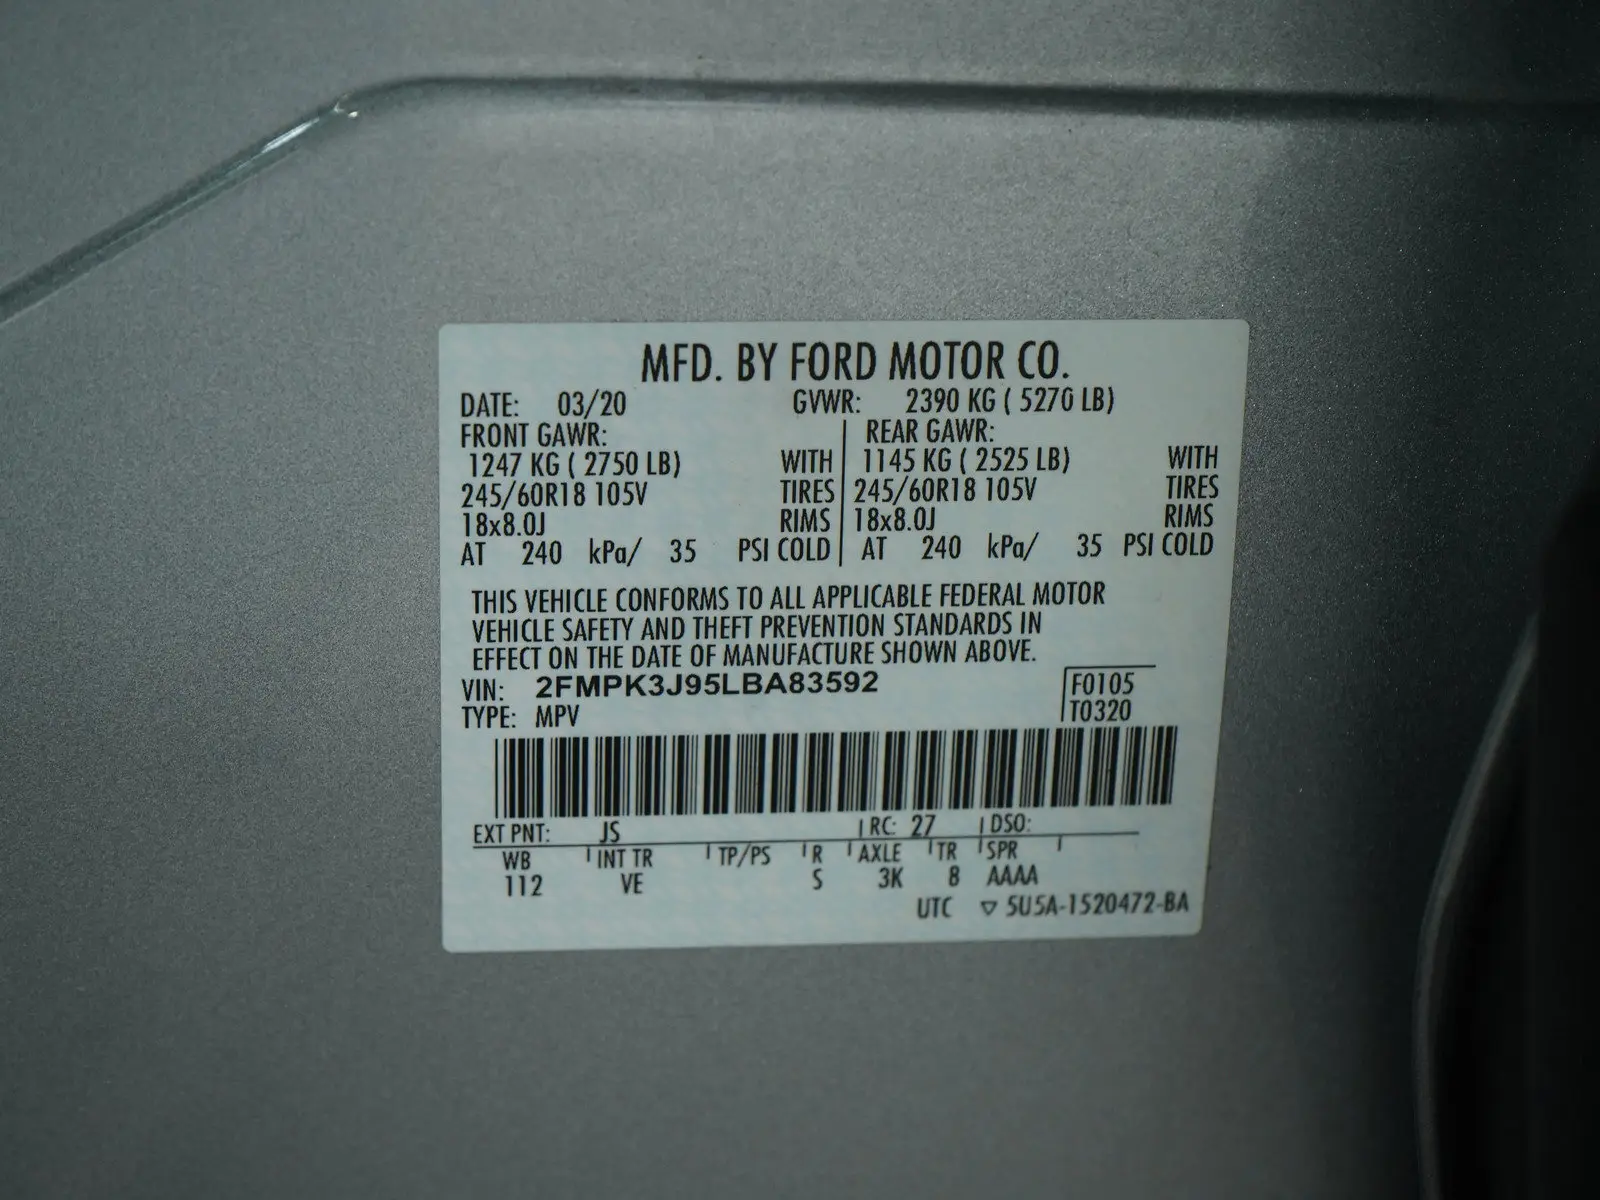 MFD. BY FORD MOTOR CO.
DATE: 03/20 GVWR: 2390 KG ( 5270 LB)
FRONT GAWR: REAR GAWR:
1247 KG ( 2750 LB) WITH 1145 KG ( 2525 LB) WITH
245/60R18 105V TIRES 245/60R18 105V TIRES
18x8.0J RIMS 18x8.0J RIMS
AT 240 kPa/ 35 PSI COLD AT 240 kPa/ 35 PSI COLD
THIS VEHICLE CONFORMS TO ALL APPLICABLE FEDERAL MOTOR
VEHICLE SAFETY AND THEFT PREVENTION STANDARDS IN
EFFECT ON THE DATE OF MANUFACTURE SHOWN ABOVE.
VIN: 2FMPK3J95LBA83592 F0105
TYPE: MPV T0320
EXT PNT: JS RC: 27 DSO:
WB INT TR TP/PS R AXLE TR SPR
112 VE S 3K B AAAA
UTC ▽ 5U5A-1520472-BA